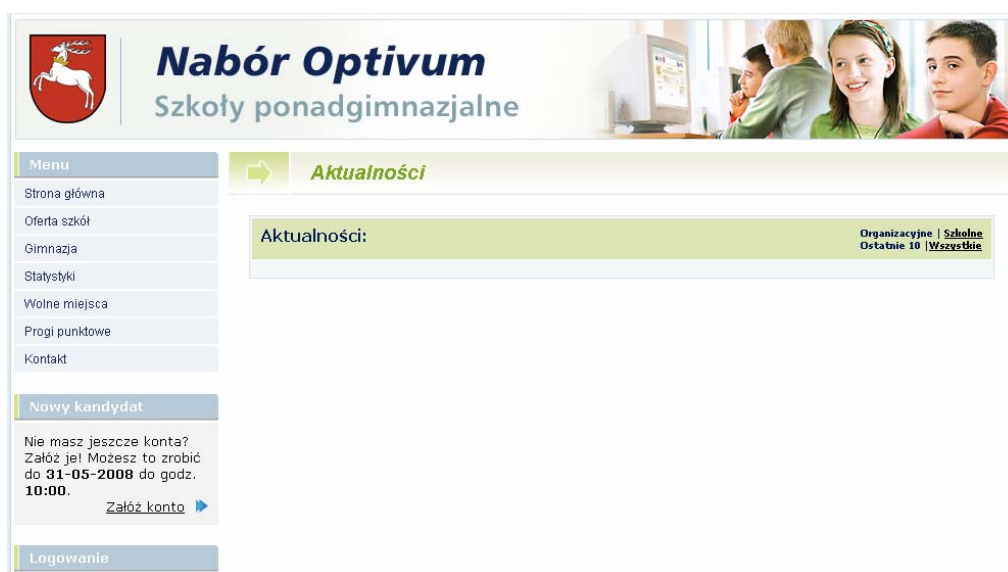 Nabór Optivum
Szkoły ponadgimnazjalne
Menu
Strona główna
Oferta szkół
Gimnazja
Statystyki
Wolne miejsca
Progi punktowe
Kontakt
Nowy kandydat
Nie masz jeszcze konta?
Załóż je! Możesz to zrobić
do 31-05-2008 do godz.
10:00.
Załóż konto
Logowanie
Aktualności
Aktualności:
Organizacyjne | Szkolne
Ostatnie 10 |Wszystkie